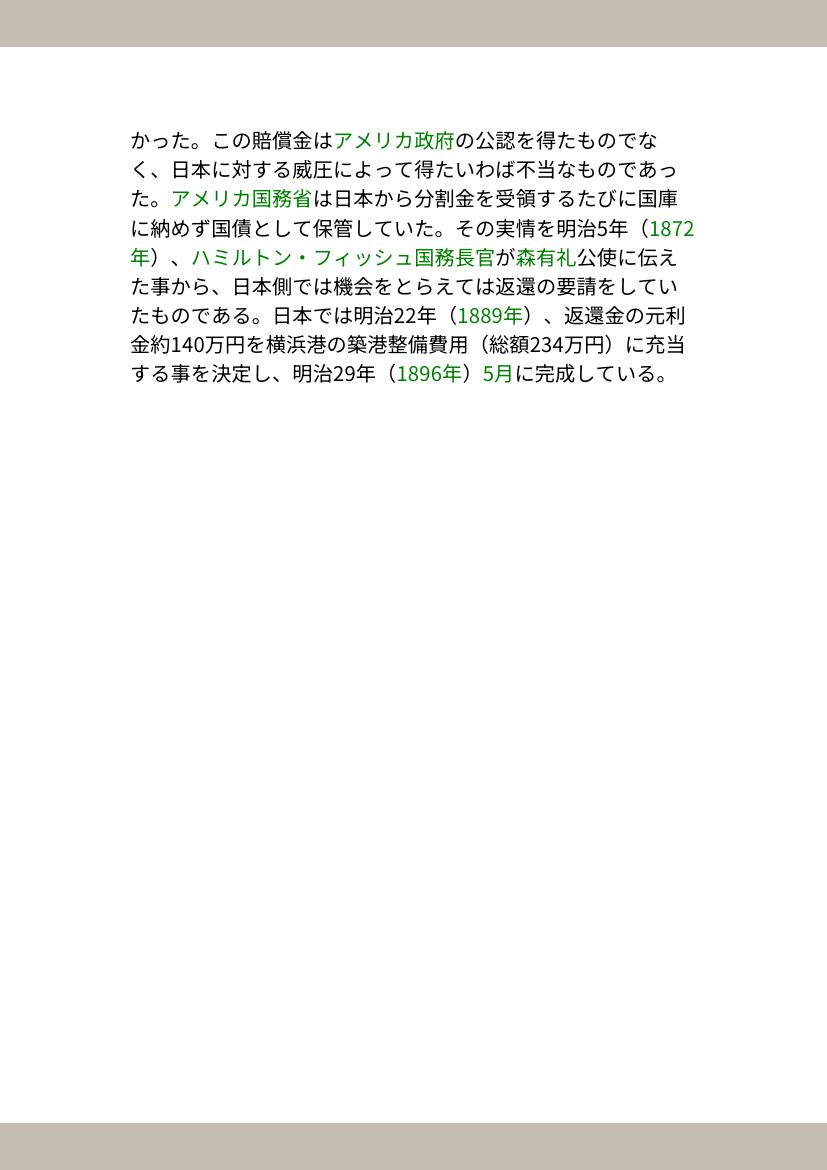 かった。この賠償金はアメリカ政府の公認を得たものでな
く、日本に対する威圧によって得たいわば不当なものであっ
た。アメリカ国務省は日本から分割金を受領するたびに国庫
に納めず国債として保管していた。その実情を明治5年（1872
年）、ハミルトン・フィッシュ国務長官が森有礼公使に伝え
た事から、日本側では機会をとらえては返還の要請をしてい
たものである。日本では明治22年（1889年）、返還金の元利
金約140万円を横浜港の築港整備費用（総額234万円）に充当
する事を決定し、明治29年（1896年）5月に完成している。